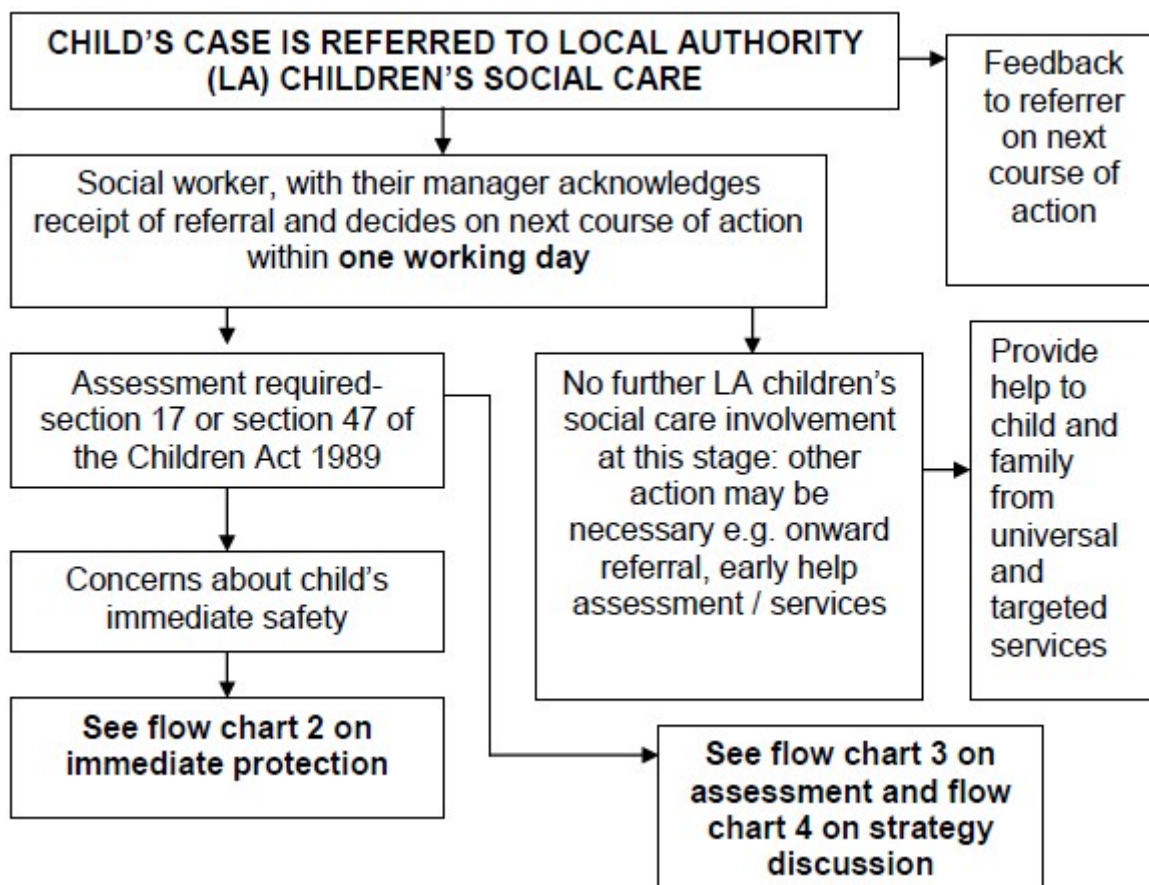 CHILD’S CASE IS REFERRED TO LOCAL AUTHORITY
(LA) CHILDREN’S SOCIAL CARE
Feedback
to referrer
on next
course of
action
Social worker, with their manager acknowledges
receipt of referral and decides on next course of action
within one working day
Assessment required-
section 17 or section 47 of
the Children Act 1989
No further LA children’s
social care involvement
at this stage: other
action may be
necessary e.g. onward
referral, early help
assessment / services
Provide
help to
child and
family
from
universal
and
targeted
services
Concerns about child’s
immediate safety
See flow chart 2 on
immediate protection
See flow chart 3 on
assessment and flow
chart 4 on strategy
discussion